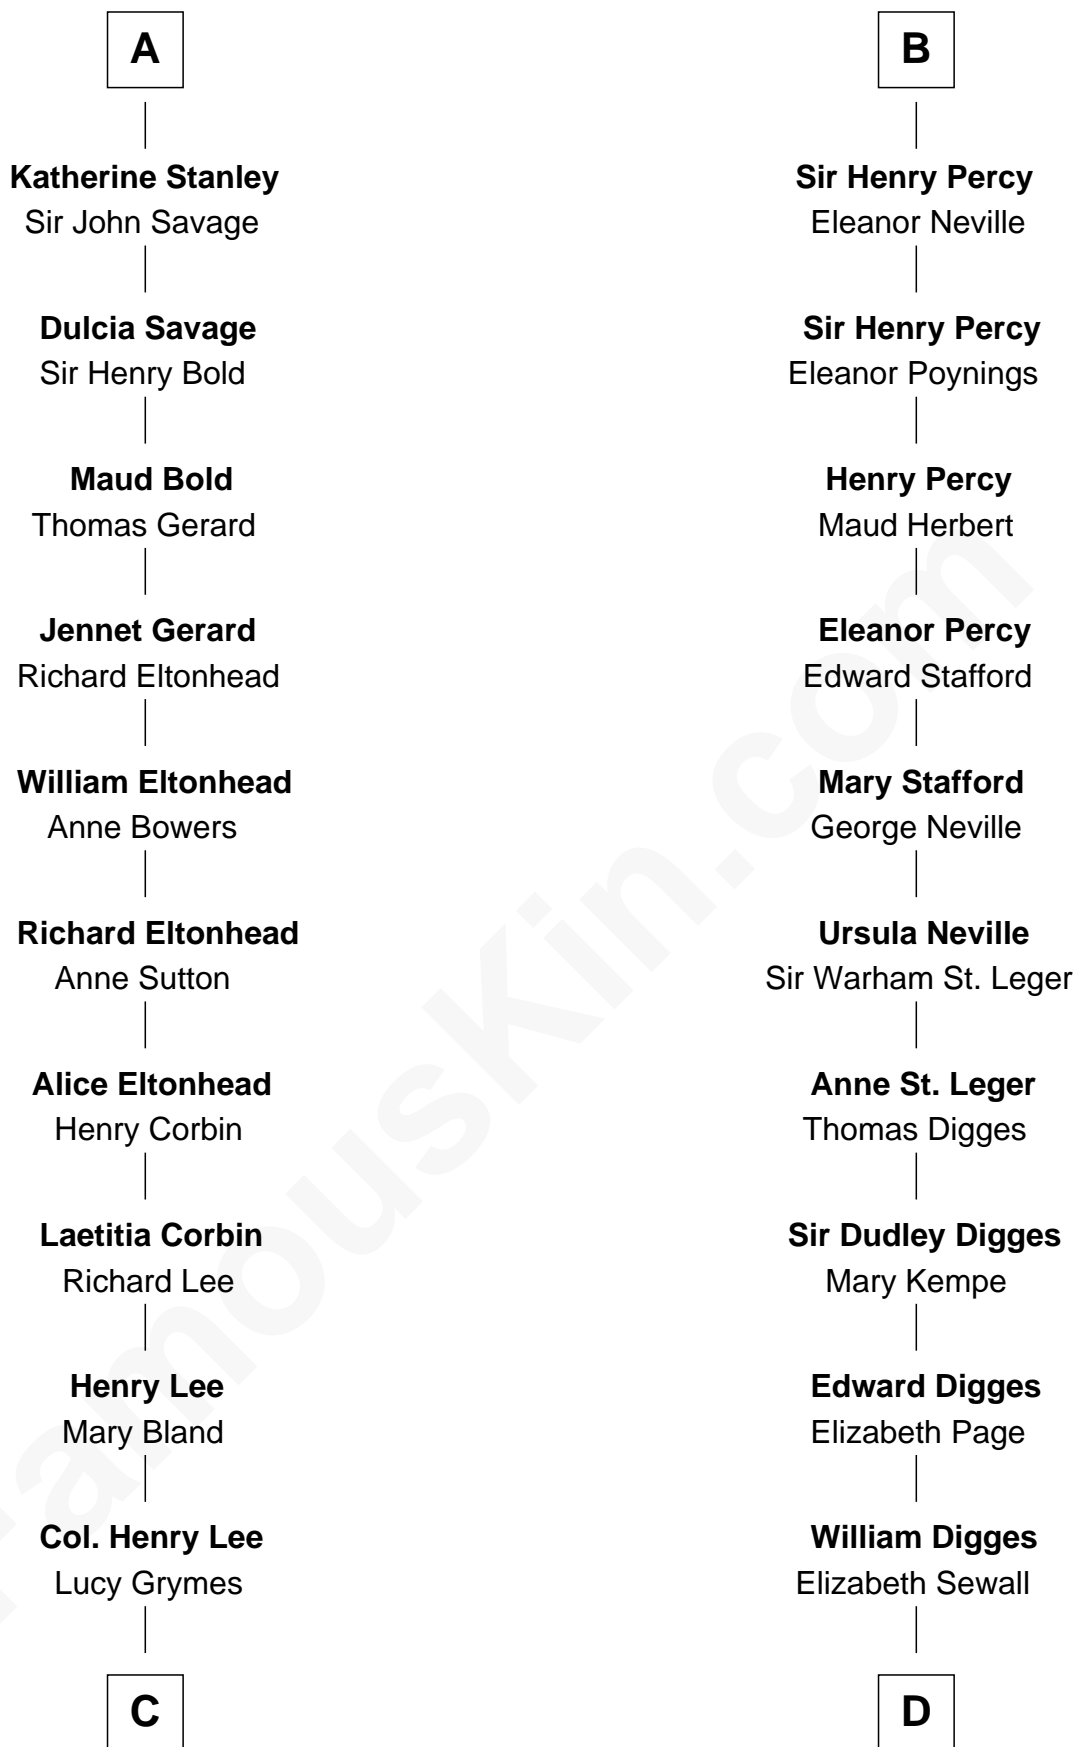 A
Katherine Stanley
Sir John Savage
Dulcia Savage
Sir Henry Bold
Maud Bold
Thomas Gerard
Jennet Gerard
Richard Eltonhead
William Eltonhead
Anne Bowers
Richard Eltonhead
Anne Sutton
Alice Eltonhead
Henry Corbin
Laetitia Corbin
Richard Lee
Henry Lee
Mary Bland
Col. Henry Lee
Lucy Grymes
C
B
Sir Henry Percy
Eleanor Neville
Sir Henry Percy
Eleanor Poynings
Henry Percy
Maud Herbert
Eleanor Percy
Edward Stafford
Mary Stafford
George Neville
Ursula Neville
Sir Warham St. Leger
Anne St. Leger
Thomas Digges
Sir Dudley Digges
Mary Kempe
Edward Digges
Elizabeth Page
William Digges
Elizabeth Sewall
D
FamousKin.com